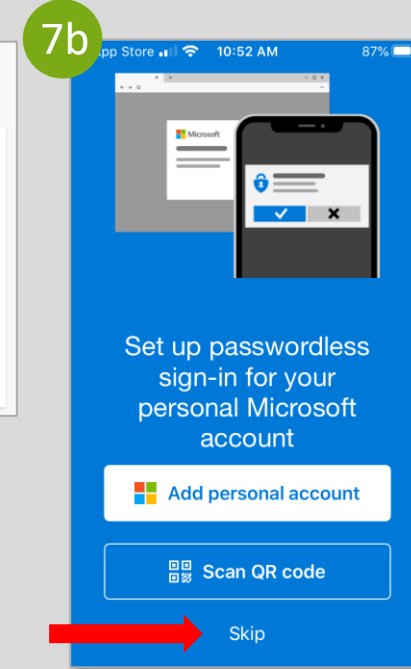 7b
pp Store 10:52 AM 87%
Microsoft
Set up passwordless
sign-in for your
personal Microsoft
account
Add personal account
Scan QR code
Skip